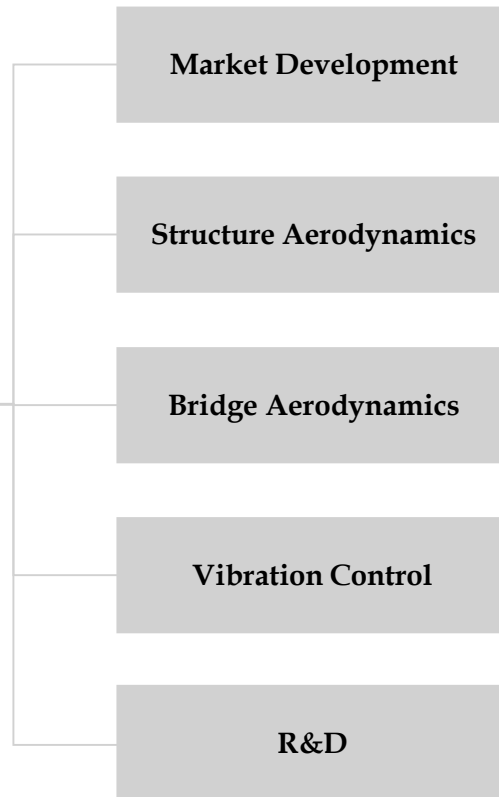 Market Development
Structure Aerodynamics
Bridge Aerodynamics
Vibration Control
R&D